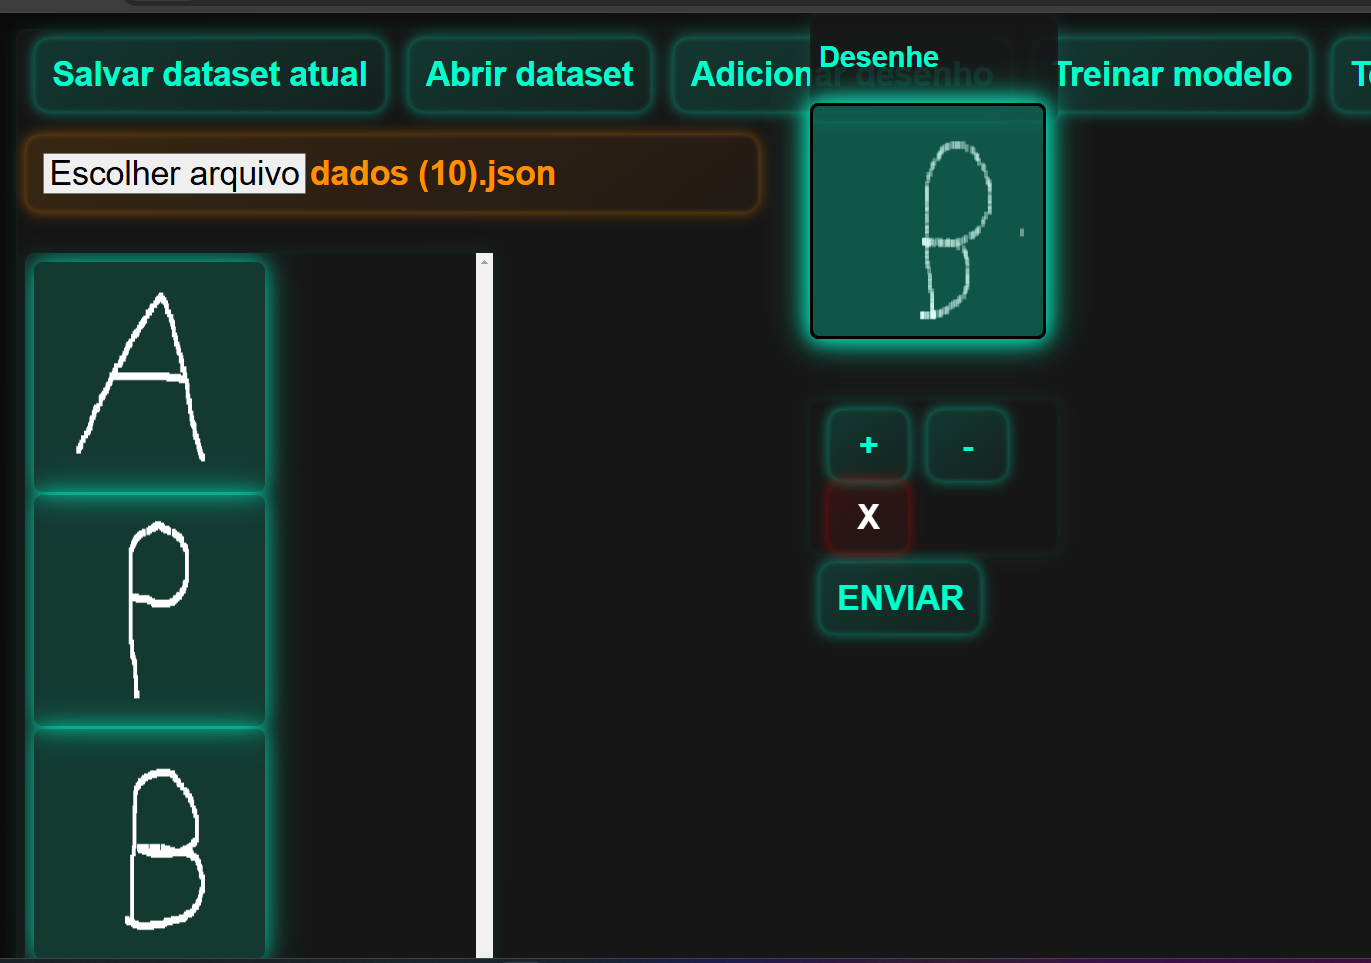 Salvar dataset atual
Abrir dataset
Adicionar desenho
Treinar modelo
Escolher arquivo dados (10).json
Desenhe
B
A
P
B
+
-
X
ENVIAR